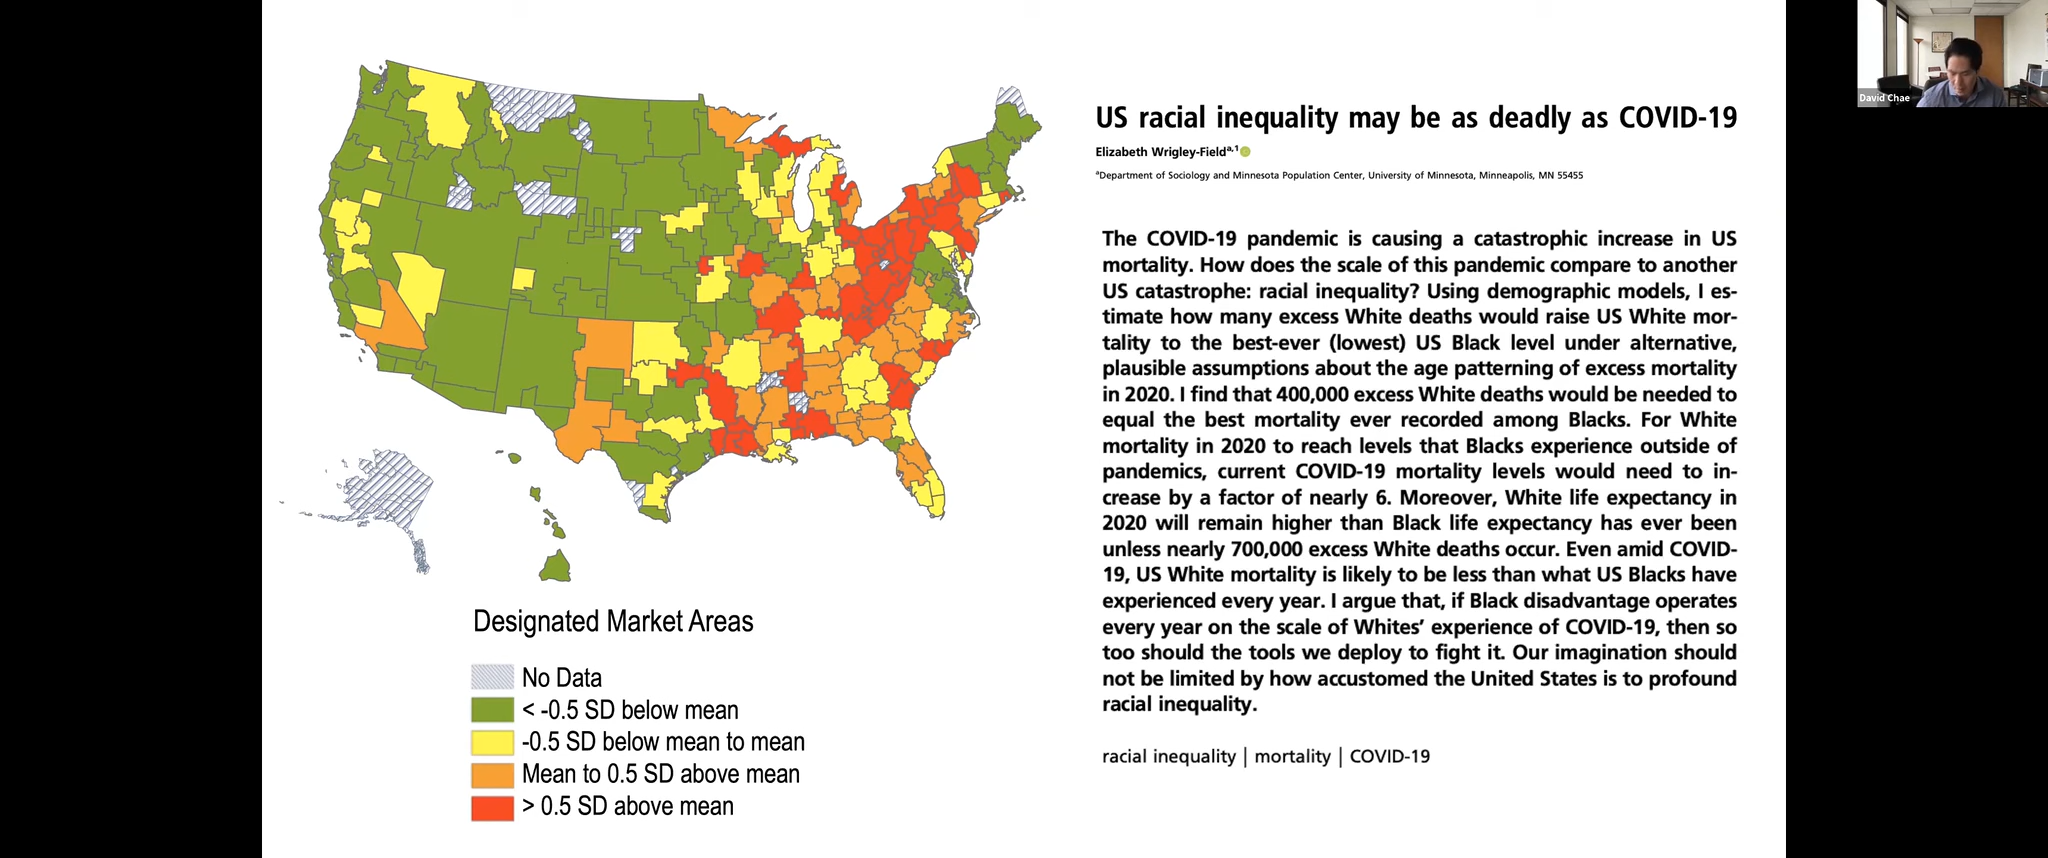 Designated Market Areas
No Data
< -0.5 SD below mean
-0.5 SD below mean to mean
Mean to 0.5 SD above mean
> 0.5 SD above mean
US racial inequality may be as deadly as COVID-19
Elizabeth Wrigley-Fieldᵃ,¹
ᵃDepartment of Sociology and Minnesota Population Center, University of Minnesota, Minneapolis, MN 55455
The COVID-19 pandemic is causing a catastrophic increase in US
mortality. How does the scale of this pandemic compare to another
US catastrophe: racial inequality? Using demographic models, I es-
timate how many excess White deaths would raise US White mor-
tality to the best-ever (lowest) US Black level under alternative,
plausible assumptions about the age patterning of excess mortality
in 2020. I find that 400,000 excess White deaths would be needed to
equal the best mortality ever recorded among Blacks. For White
mortality in 2020 to reach levels that Blacks experience outside of
pandemics, current COVID-19 mortality levels would need to in-
crease by a factor of nearly 6. Moreover, White life expectancy in
2020 will remain higher than Black life expectancy has ever been
unless nearly 700,000 excess White deaths occur. Even amid COVID-
19, US White mortality is likely to be less than what US Blacks have
experienced every year. I argue that, if Black disadvantage operates
every year on the scale of Whites’ experience of COVID-19, then so
too should the tools we deploy to fight it. Our imagination should
not be limited by how accustomed the United States is to profound
racial inequality.
racial inequality | mortality | COVID-19
David Chae